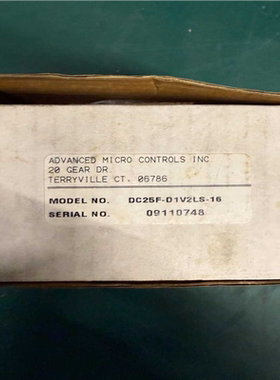 ADVANCED MICRO CONTROLS INC
20 GEAR DR
TERRYVILLE CT. 06786
MODEL NO. DC25F-D1V2LS-16
SERIAL NO. 09110748